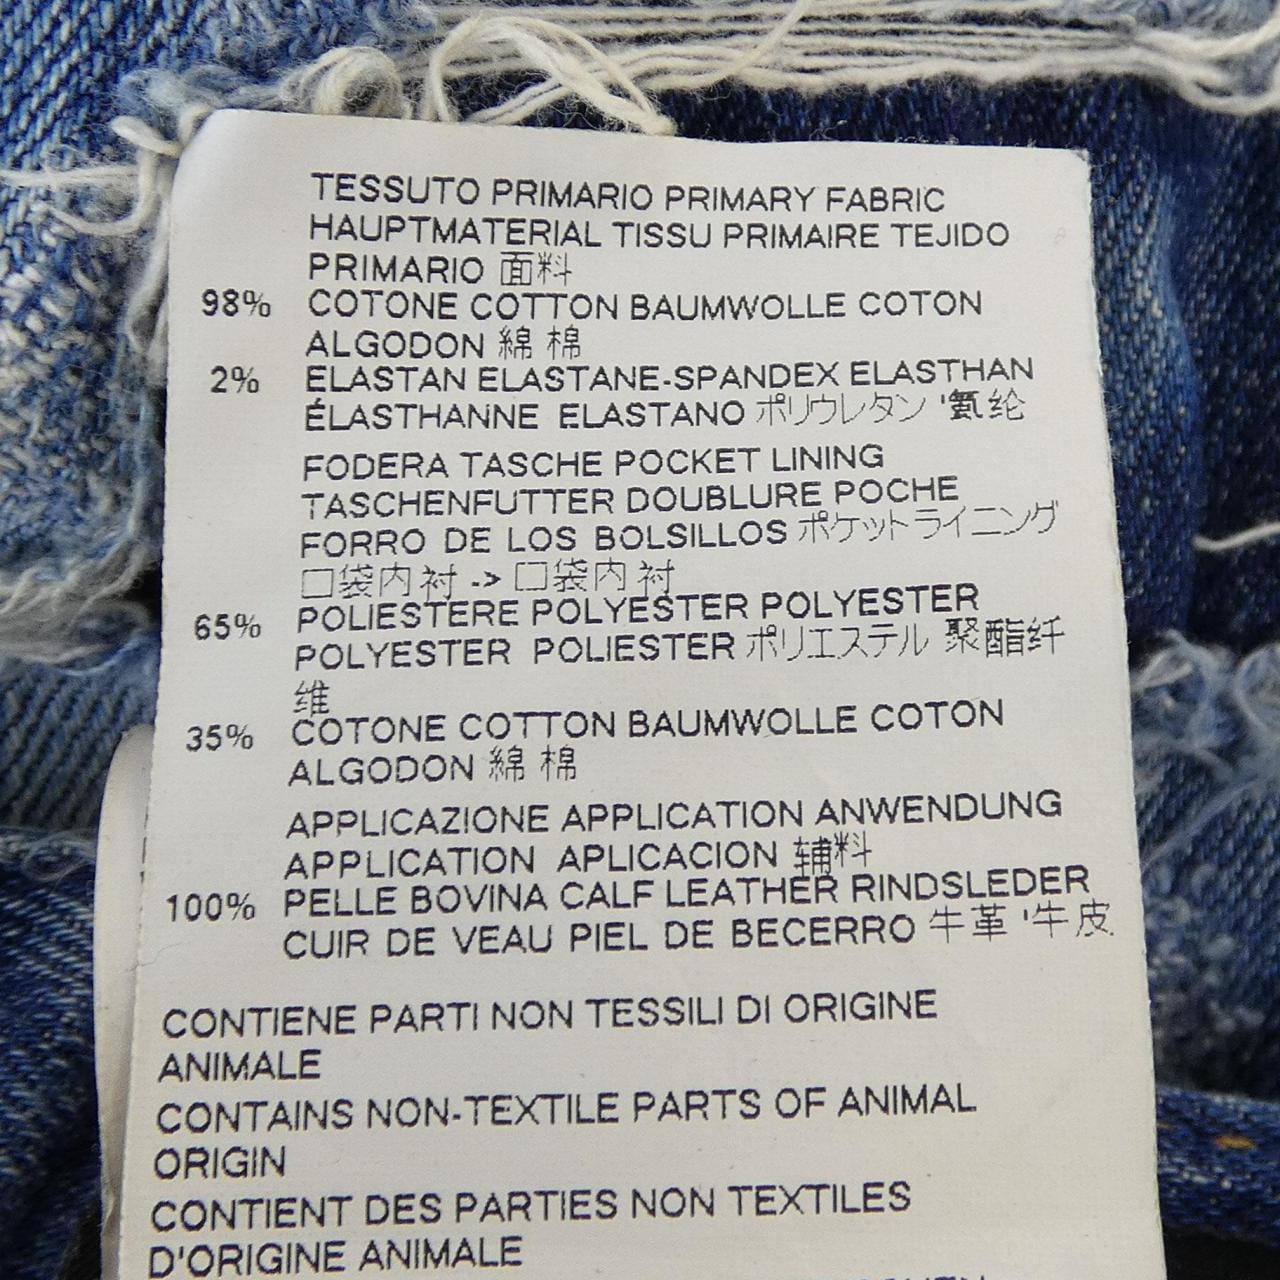 TESSUTO PRIMARIO PRIMARY FABRIC
HAUPTMATERIAL TISSU PRIMAIRE TEJIDO
PRIMARIO 面料
98% COTONE COTTON BAUMWOLLE COTON
ALGODON 綿 棉
2% ELASTAN ELASTANE-SPANDEX ELASTHAN
ÉLASTHANNE ELASTANO ポリウレタン '氨纶
FODERA TASCHE POCKET LINING
TASCHENFUTTER DOUBLURE POCHE
FORRO DE LOS BOLSILLOS ポケットライニング
口袋内衬 -> 口袋内衬
65% POLIESTERE POLYESTER POLYESTER
POLYESTER POLIESTER ポリエステル 聚酯纤
维
35% COTONE COTTON BAUMWOLLE COTON
ALGODON 綿 棉
APPLICAZIONE APPLICATION ANWENDUNG
APPLICATION APLICACION 辅料
100% PELLE BOVINA CALF LEATHER RINDSLEDER
CUIR DE VEAU PIEL DE BECERRO 牛革 '牛皮
CONTIENE PARTI NON TESSILI DI ORIGINE
ANIMALE
CONTAINS NON-TEXTILE PARTS OF ANIMAL
ORIGIN
CONTIENT DES PARTIES NON TEXTILES
D'ORIGINE ANIMALE